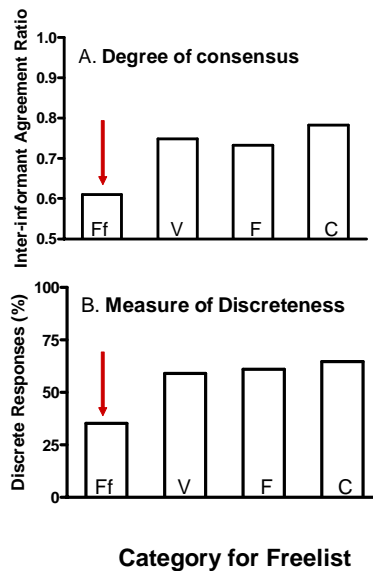 A. Degree of consensus
Inter-informant Agreement Ratio
1.0
0.9
0.8
0.7
0.6
0.5
Ff V F C
B. Measure of Discreteness
Discrete Responses (%)
100
75
50
25
0
Ff V F C
Category for Freelist